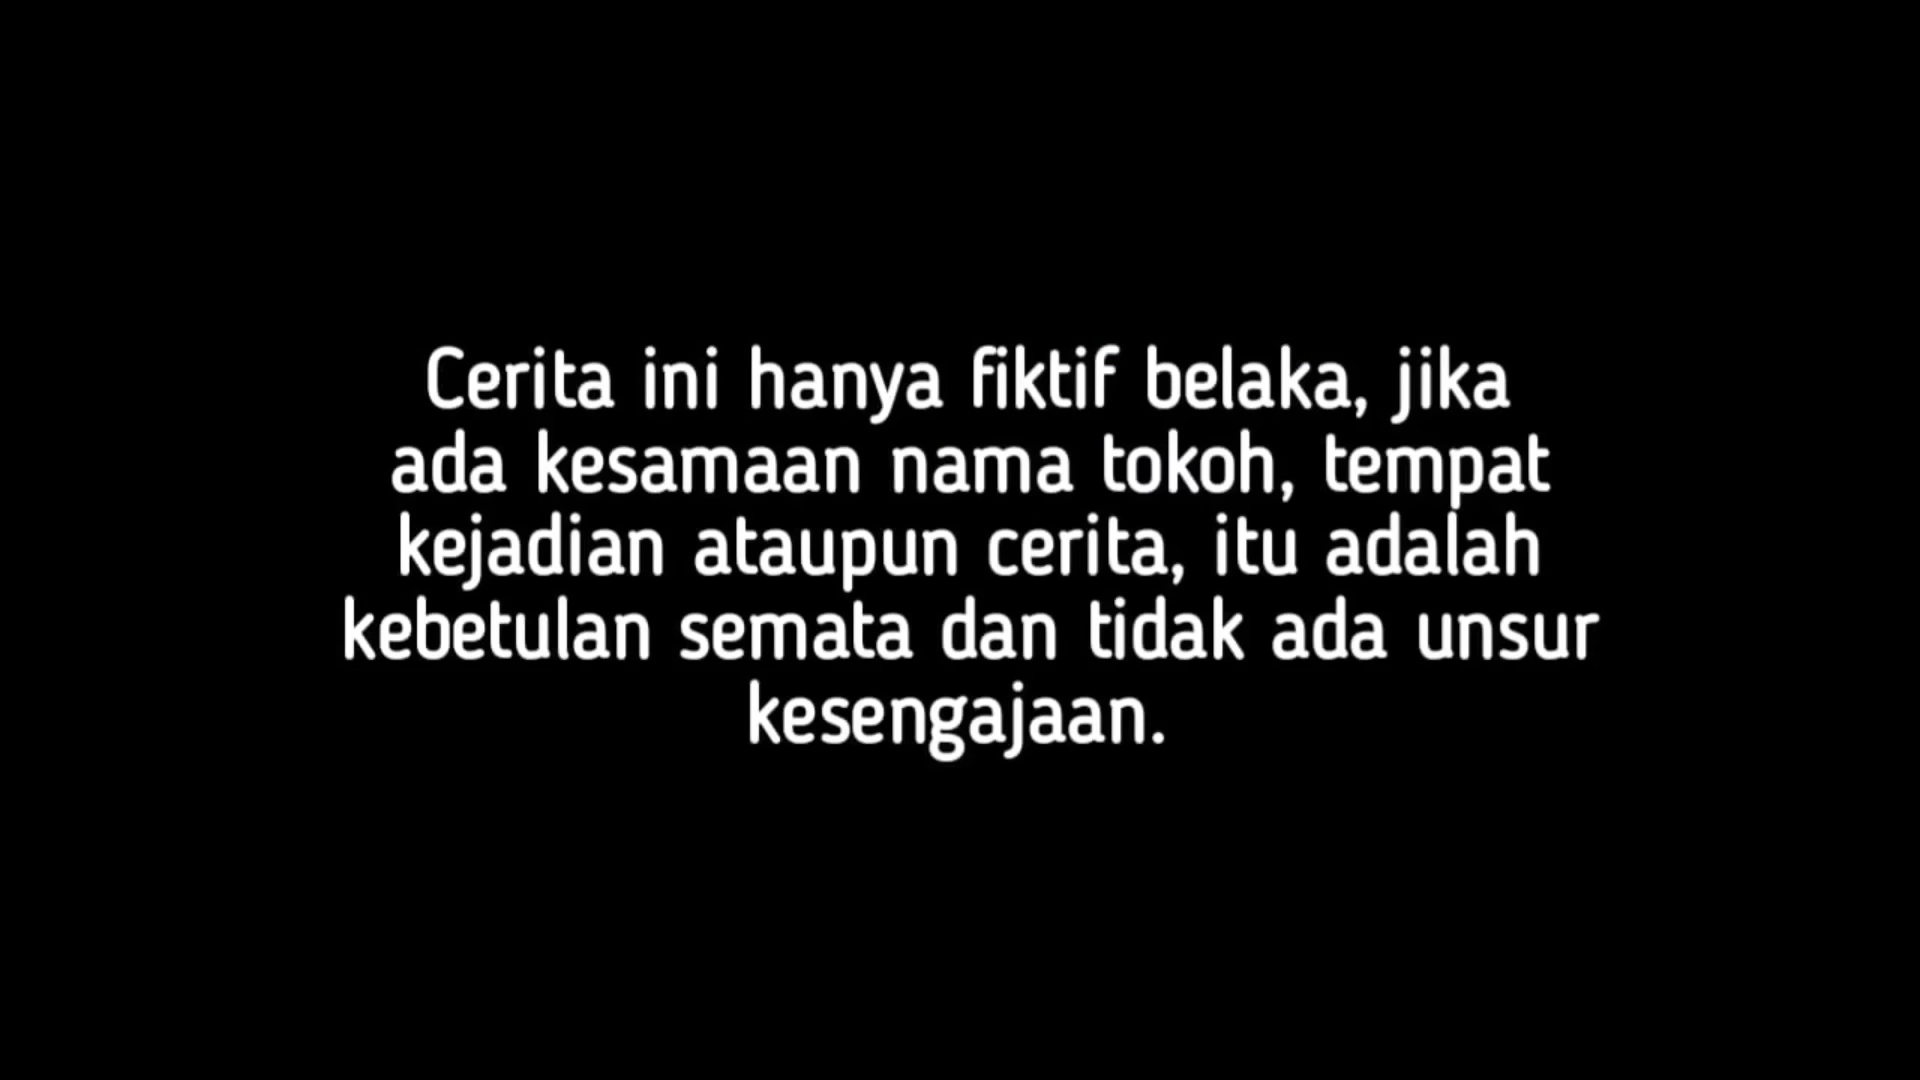 Cerita ini hanya fiktif belaka, jika
ada kesamaan nama tokoh, tempat
kejadian ataupun cerita, itu adalah
kebetulan semata dan tidak ada unsur
kesengajaan.